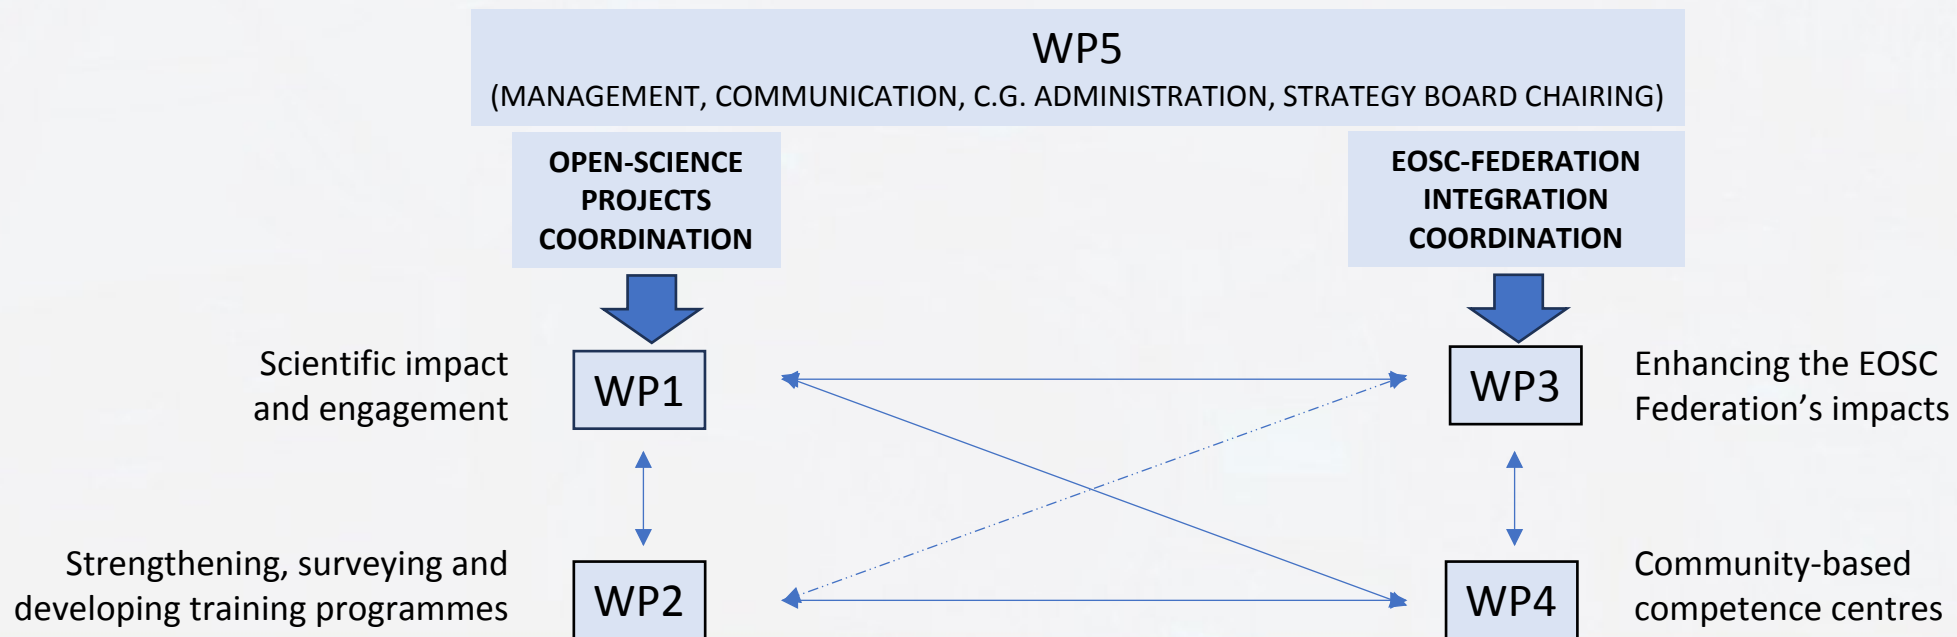 WP5
(MANAGEMENT, COMMUNICATION, C.G. ADMINISTRATION, STRATEGY BOARD CHAIRING)
OPEN-SCIENCE
PROJECTS
COORDINATION
EOSC-FEDERATION
INTEGRATION
COORDINATION
Scientific impact
and engagement
WP1
WP3
Enhancing the EOSC
Federation’s impacts
Strengthening, surveying and
developing training programmes
WP2
WP4
Community-based
competence centres